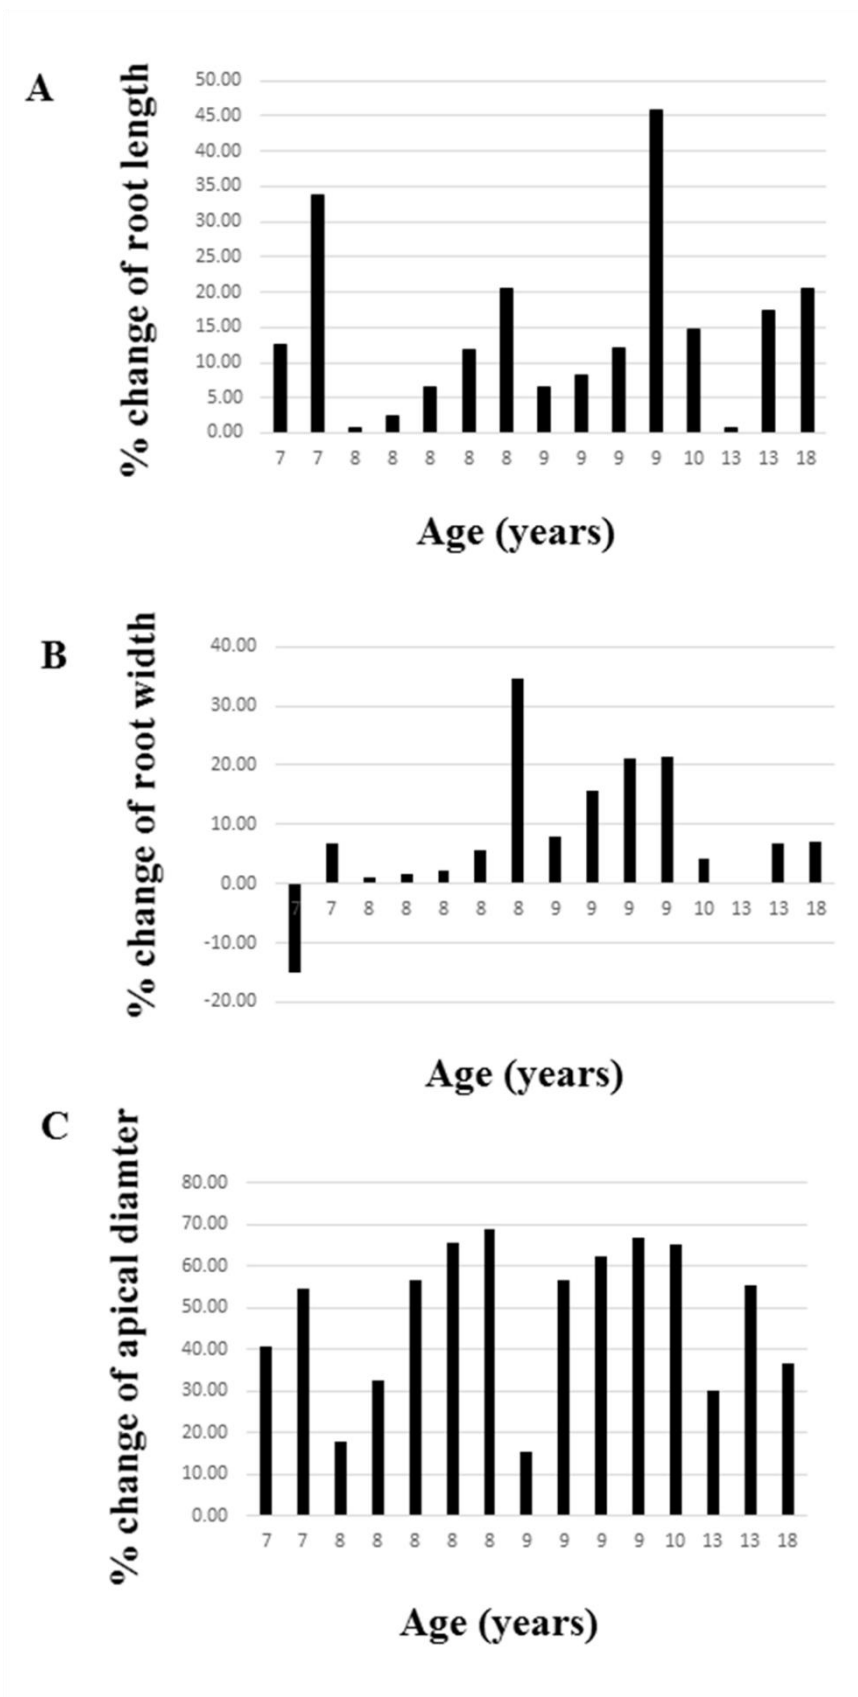 A
% change of root length
50.00
45.00
40.00
35.00
30.00
25.00
20.00
15.00
10.00
5.00
0.00
7 7 8 8 8 8 8 9 9 9 9 10 13 13 18
Age (years)
B
% change of root width
40.00
30.00
20.00
10.00
0.00
7 7 8 8 8 8 8 9 9 9 9 10 13 13 18
-10.00
-20.00
Age (years)
C
% change of apical diamter
80.00
70.00
60.00
50.00
40.00
30.00
20.00
10.00
0.00
7 7 8 8 8 8 8 9 9 9 9 10 13 13 18
Age (years)